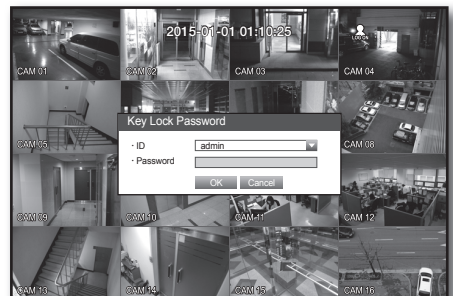 2015-01-01 01:10:25
LOG ON
CAM 01
CAM 02
CAM 03
CAM 04
Key Lock Password
· ID
admin
· Password
OK
Cancel
CAM 05
CAM 08
CAM 09
CAM 10
CAM 11
CAM 12
CAM 13
CAM 14
CAM 15
CAM 16